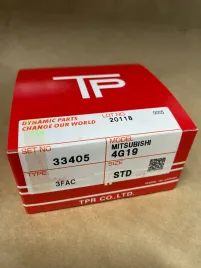 TP
DYNAMIC PARTS
CHANGE OUR WORLD
LOT NO.
20118
0005
SET NO
33405
MODEL
MITSUBISHI
4G19
TYPE
3FAC
SIZE
STD
TPR CO.,LTD.